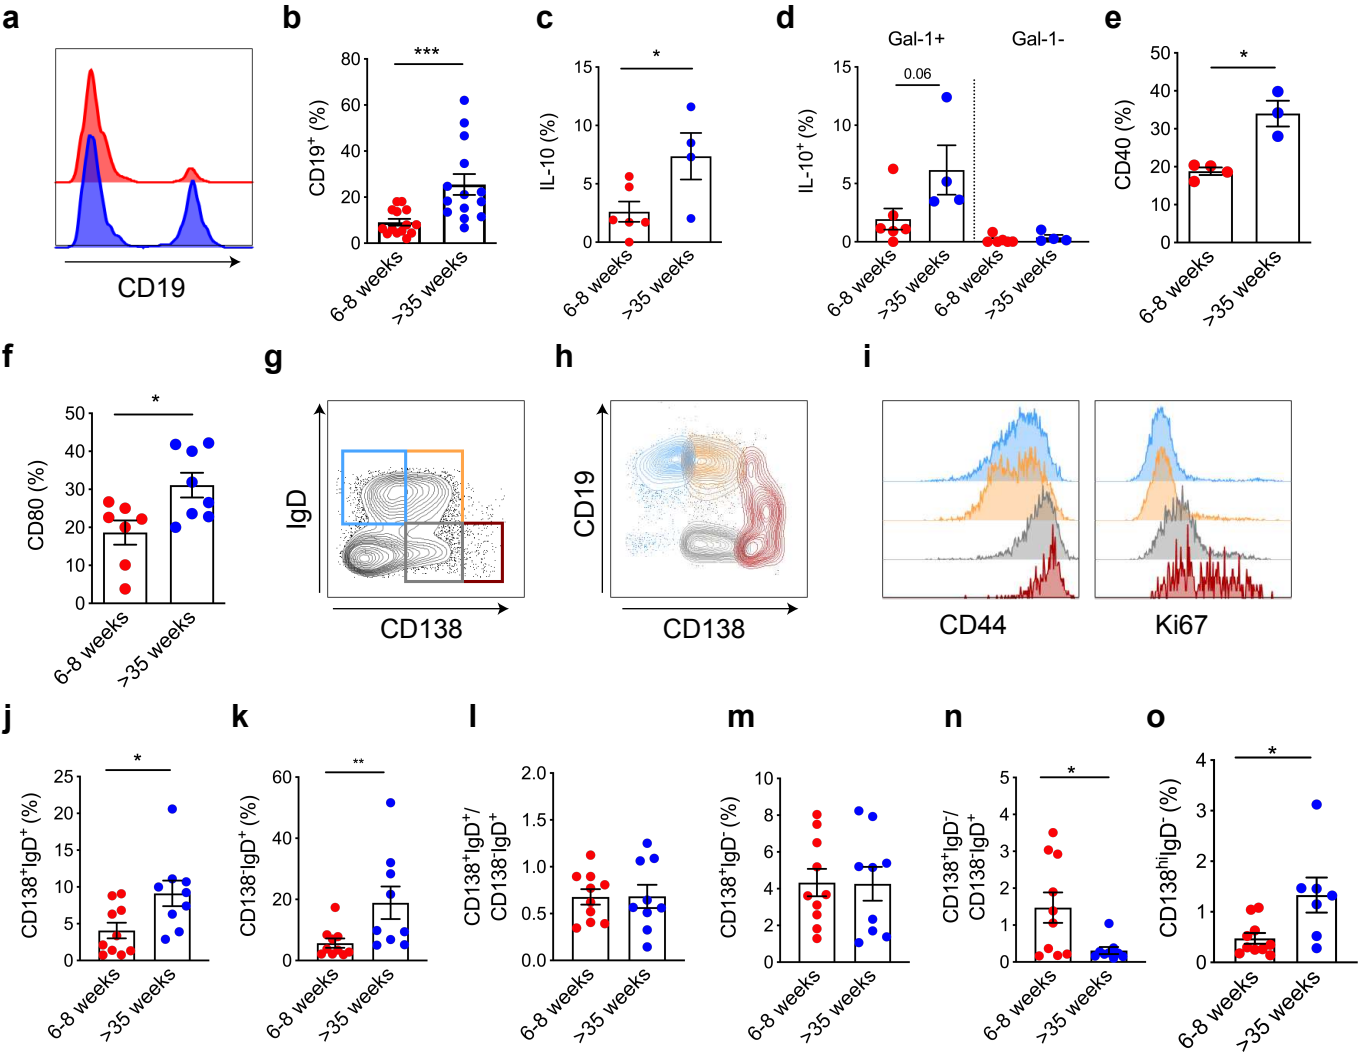 a
CD19
b
***
CD19+ (%)
80
60
40
20
0
6-8 weeks
>35 weeks
c
*
IL-10 (%)
15
10
5
0
6-8 weeks
>35 weeks
d
Gal-1+
Gal-1-
0.06
IL-10+ (%)
15
10
5
0
6-8 weeks
>35 weeks
6-8 weeks
>35 weeks
e
*
CD40 (%)
50
40
30
20
10
0
6-8 weeks
>35 weeks
f
*
CD80 (%)
50
40
30
20
10
0
6-8 weeks
>35 weeks
g
IgD
CD138
h
CD19
CD138
i
CD44
Ki67
j
*
CD138+IgD+ (%)
25
20
15
10
5
0
6-8 weeks
>35 weeks
k
**
CD138-IgD+ (%)
60
40
20
0
6-8 weeks
>35 weeks
l
CD138+IgD+/
CD138-IgD+
2.0
1.5
1.0
0.5
0.0
6-8 weeks
>35 weeks
m
CD138+IgD- (%)
10
8
6
4
2
0
6-8 weeks
>35 weeks
n
*
CD138+IgD-/
CD138-IgD+
5
4
3
2
1
0
6-8 weeks
>35 weeks
o
*
CD138hiIgD- (%)
4
3
2
1
0
6-8 weeks
>35 weeks